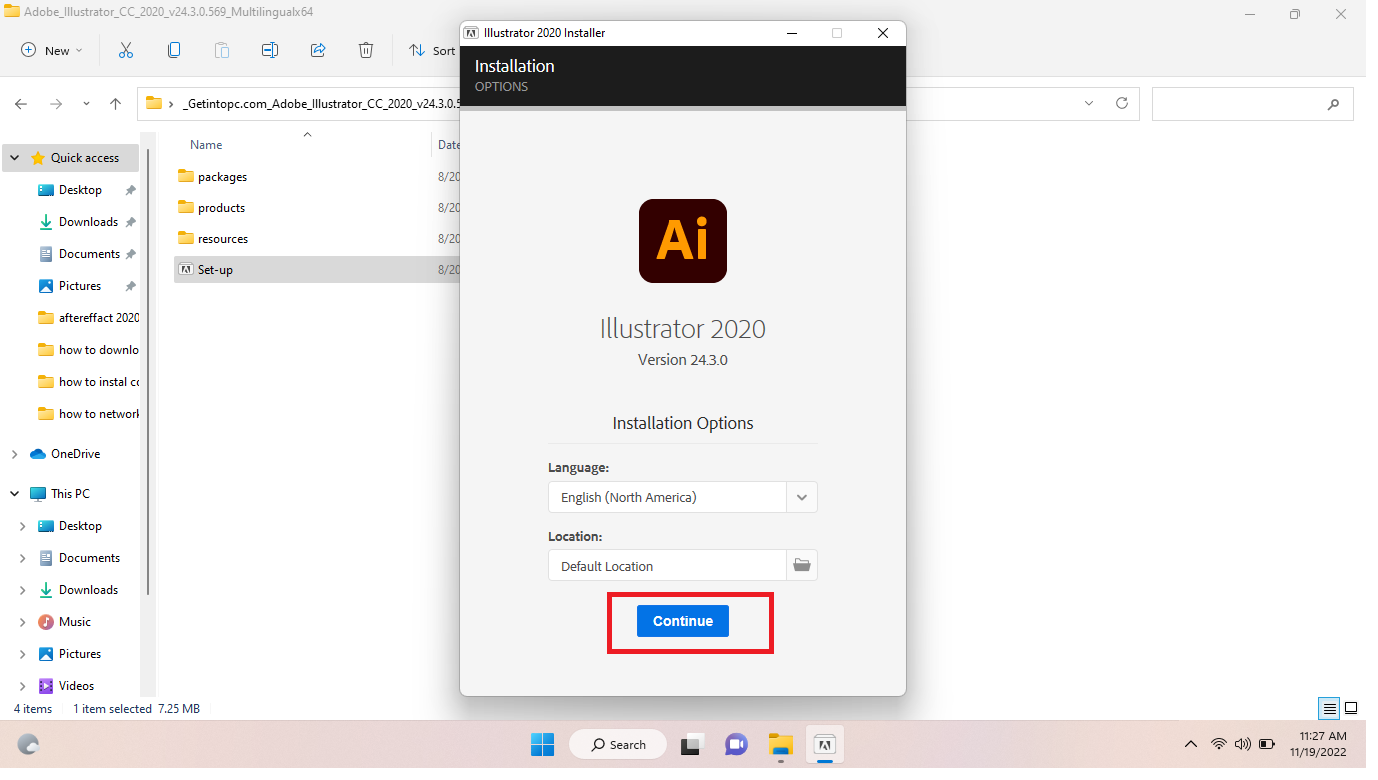 Adobe_Illustrator_CC_2020_v24.3.0.569_Multilingualx64
New
Sort
_Getintopc.com_Adobe_Illustrator_CC_2020_v24.3.0.5
Name
Date
packages
8/20
products
8/20
resources
8/20
Set-up
8/20
Quick access
Desktop
Downloads
Documents
Pictures
aftereffact 2020
how to downlo
how to instal co
how to network
OneDrive
This PC
Desktop
Documents
Downloads
Music
Pictures
Videos
4 items
1 item selected 7.25 MB
Illustrator 2020 Installer
Installation
OPTIONS
Ai
Illustrator 2020
Version 24.3.0
Installation Options
Language:
English (North America)
Location:
Default Location
Continue
Search
11:27 AM
11/19/2022